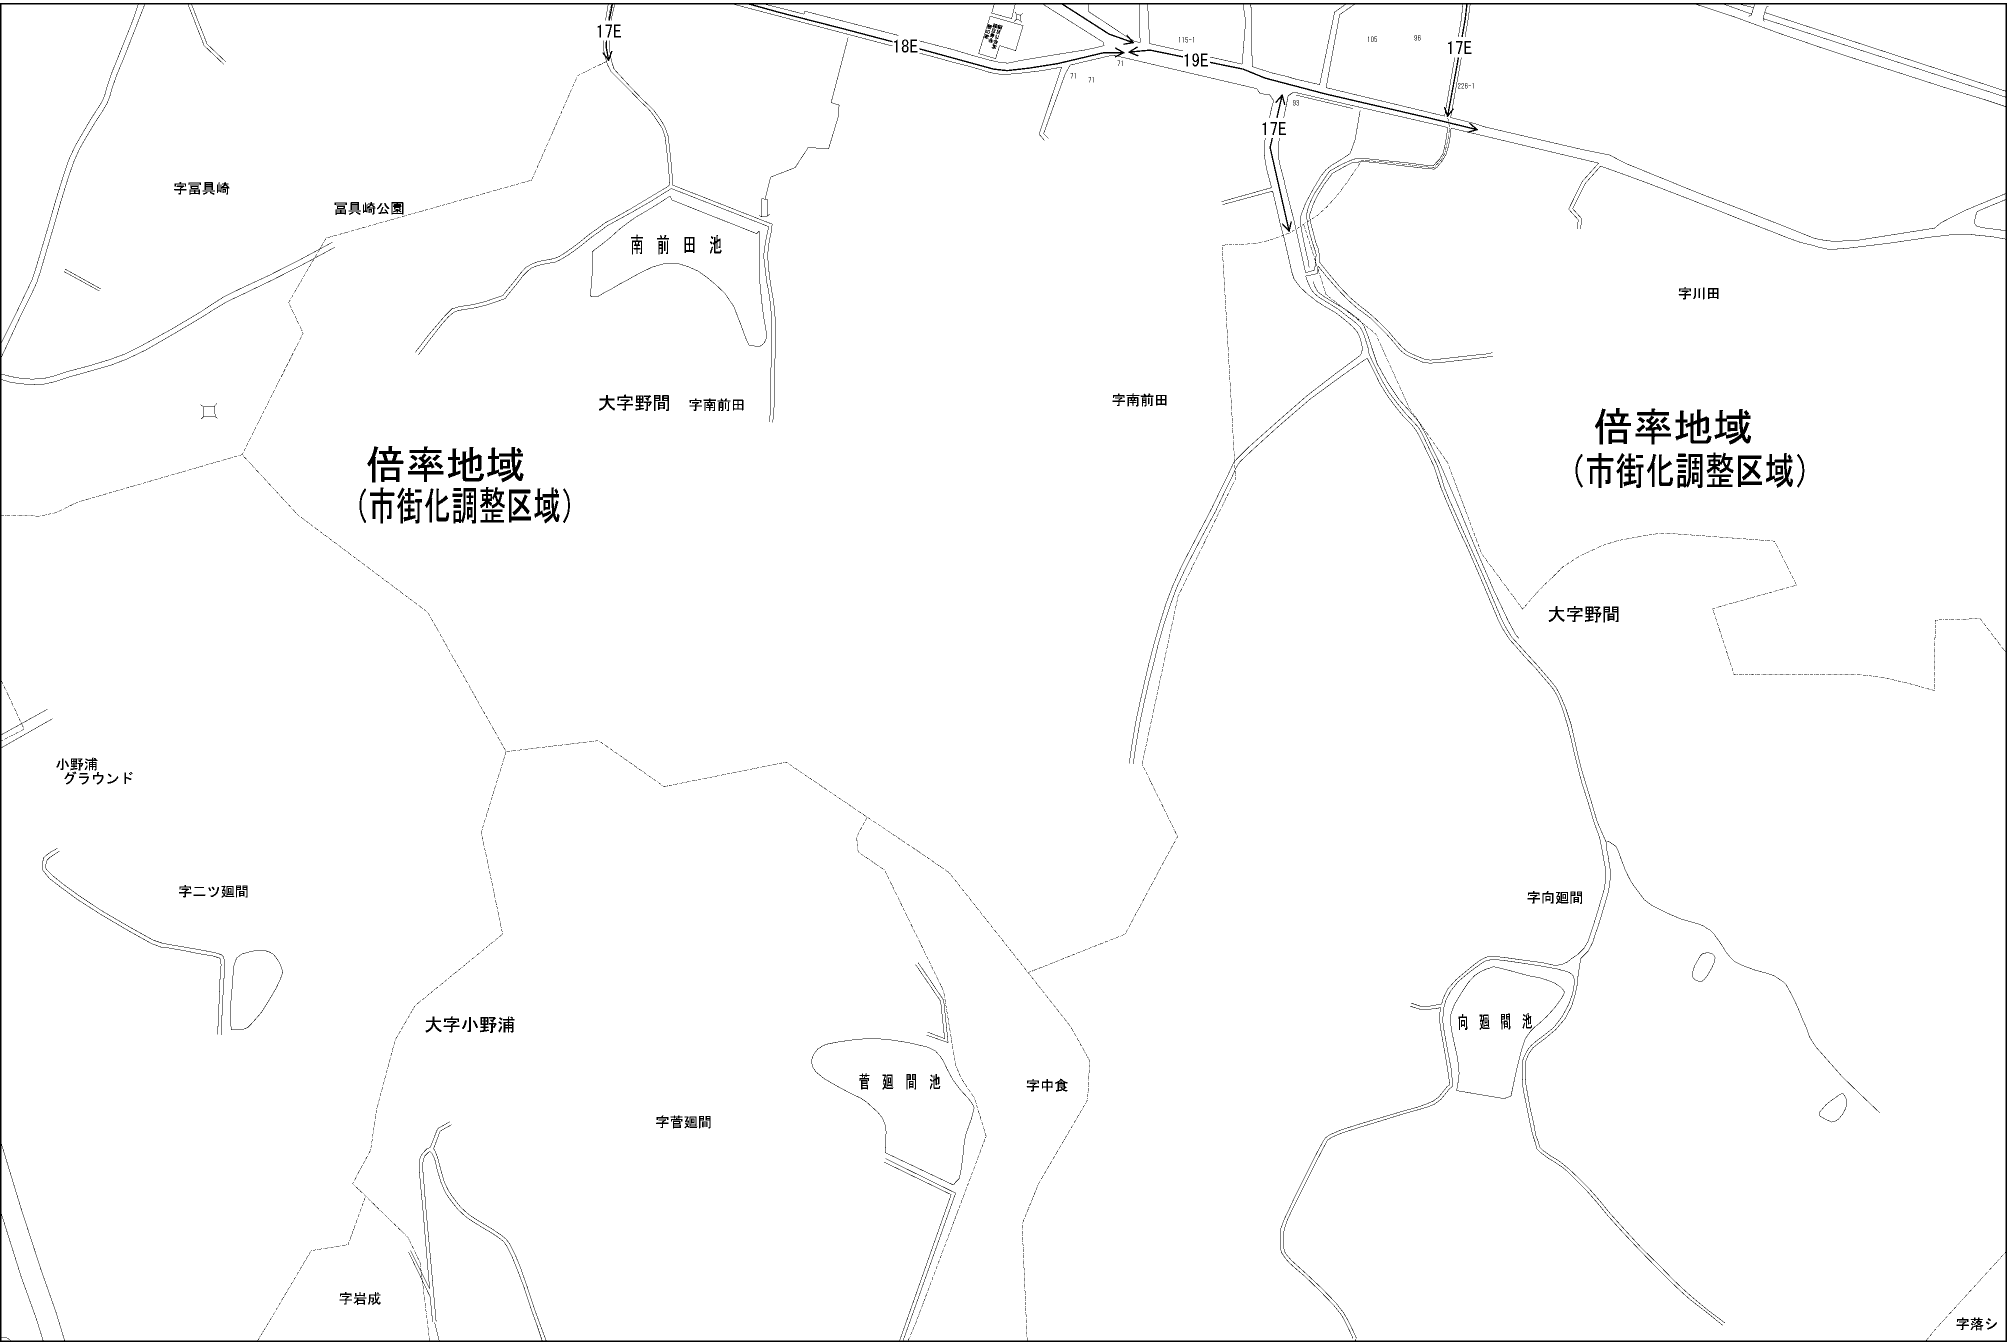 17E
18E
19E
115-1
105
96
17E
71
71
71
226-1
93
17E
字冨具崎
冨具崎公園
南前田池
字川田
大字野間
字南前田
字南前田
倍率地域
(市街化調整区域)
倍率地域
(市街化調整区域)
大字野間
小野浦
グラウンド
字二ツ廻間
字向廻間
大字小野浦
向廻間池
菅廻間池
字中食
字菅廻間
字岩成
字落シ